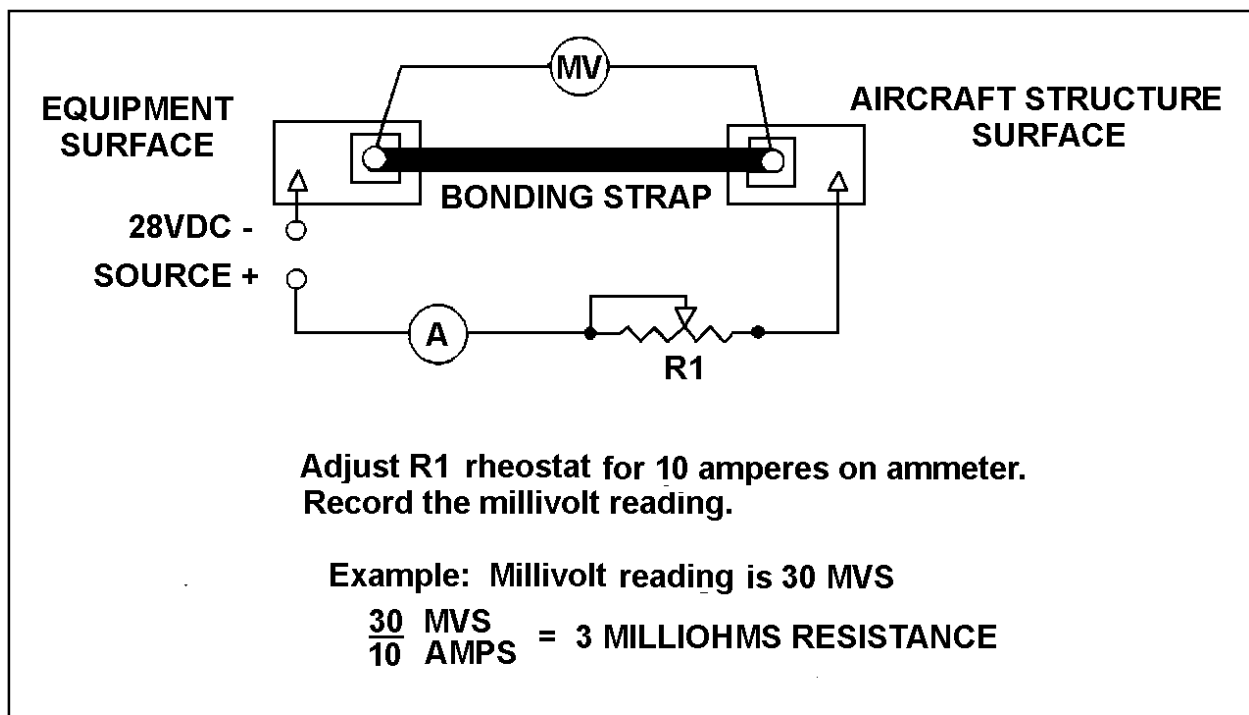 MV
EQUIPMENT
SURFACE
AIRCRAFT STRUCTURE
SURFACE
BONDING STRAP
28VDC -
SOURCE +
A
R1
Adjust R1 rheostat for 10 amperes on ammeter.
Record the millivolt reading.
Example: Millivolt reading is 30 MVS
30 MVS
10 AMPS = 3 MILLIOHMS RESISTANCE